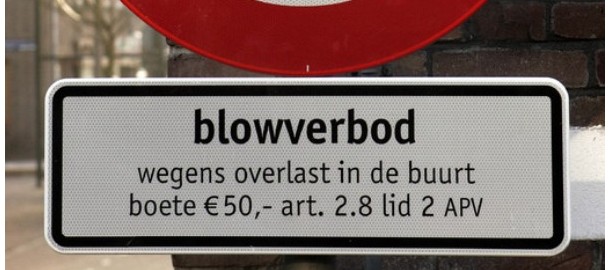 blowverbod
wegens overlast in de buurt
boete €50,- art. 2.8 lid 2 APV